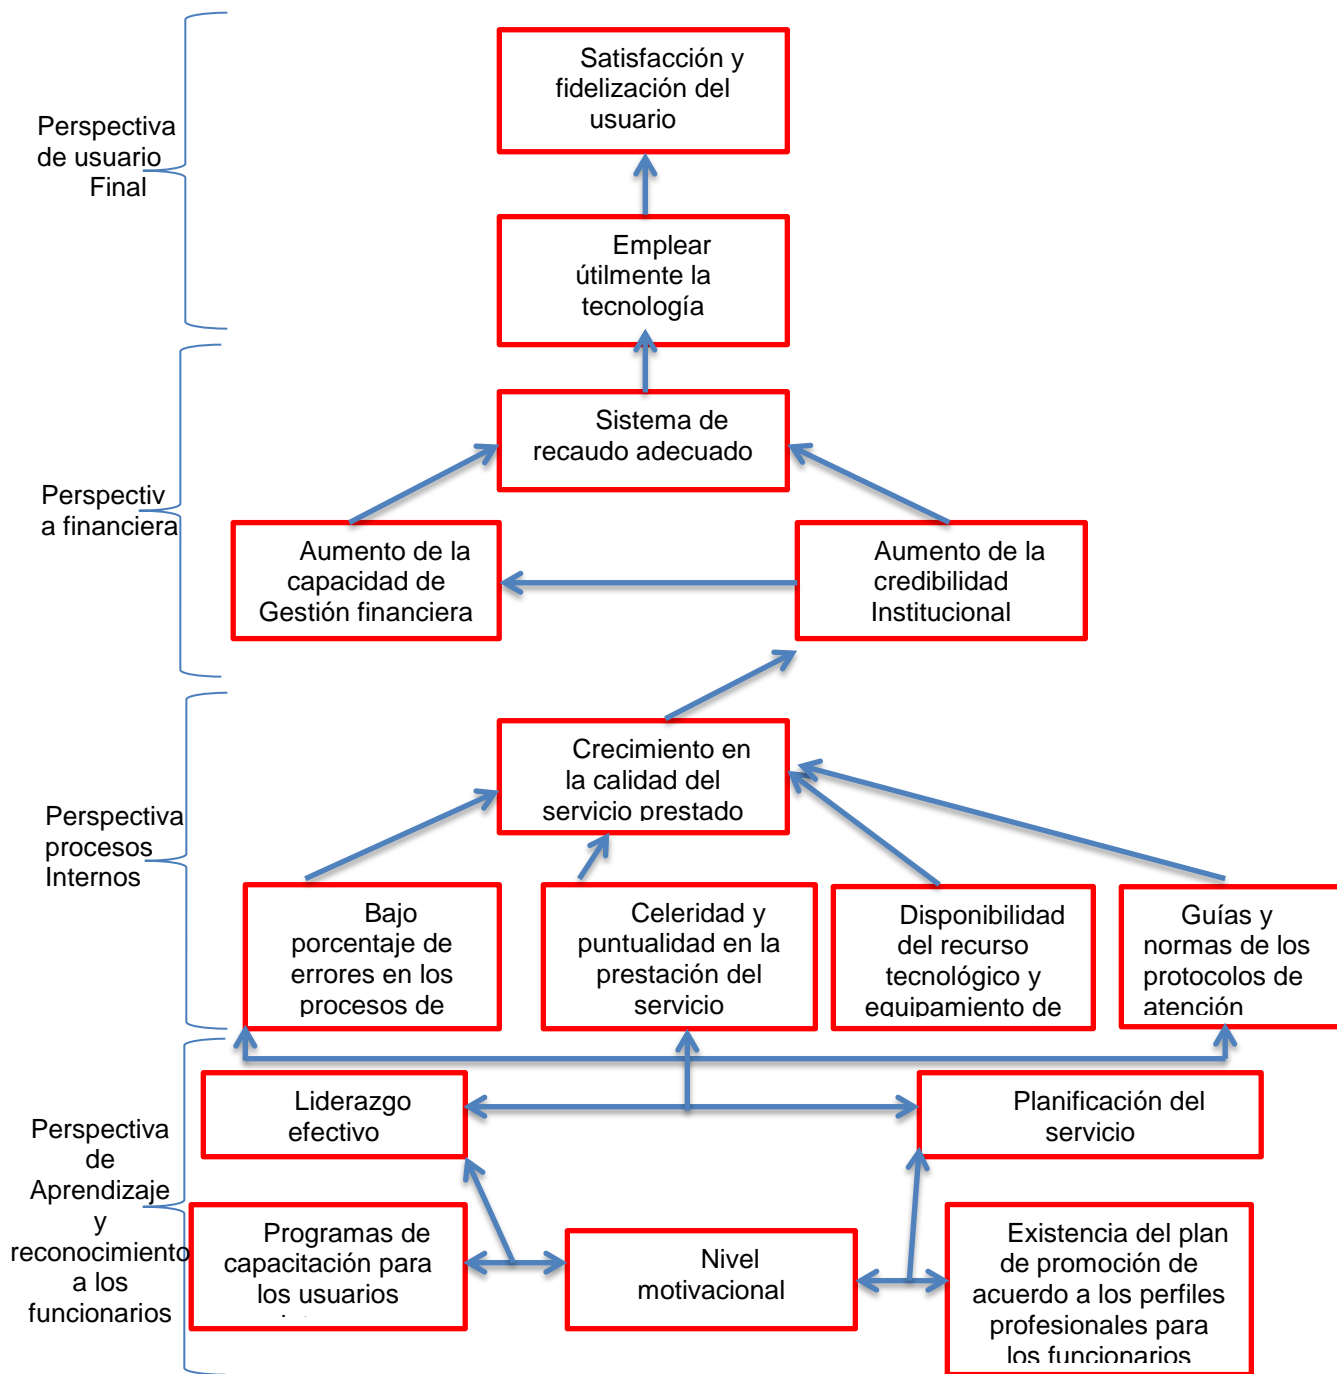 Satisfacción y
fidelización del
usuario
Perspectiva
de usuario
Final
Emplear
útilmente la
tecnología
Sistema de
recaudo adecuado
Perspectiv
a financiera
Aumento de la
capacidad de
Gestión financiera
Aumento de la
credibilidad
Institucional
Crecimiento en
la calidad del
servicio prestado
Perspectiva
procesos
Internos
Bajo
porcentaje de
errores en los
procesos de
Celeridad y
puntualidad en la
prestación del
servicio
Disponibilidad
del recurso
tecnológico y
equipamiento de
Guías y
normas de los
protocolos de
atención
Liderazgo
efectivo
Planificación del
servicio
Perspectiva
de
Aprendizaje
y
reconocimiento
a los
funcionarios
Programas de
capacitación para
los usuarios
Nivel
motivacional
Existencia del plan
de promoción de
acuerdo a los perfiles
profesionales para
los funcionarios